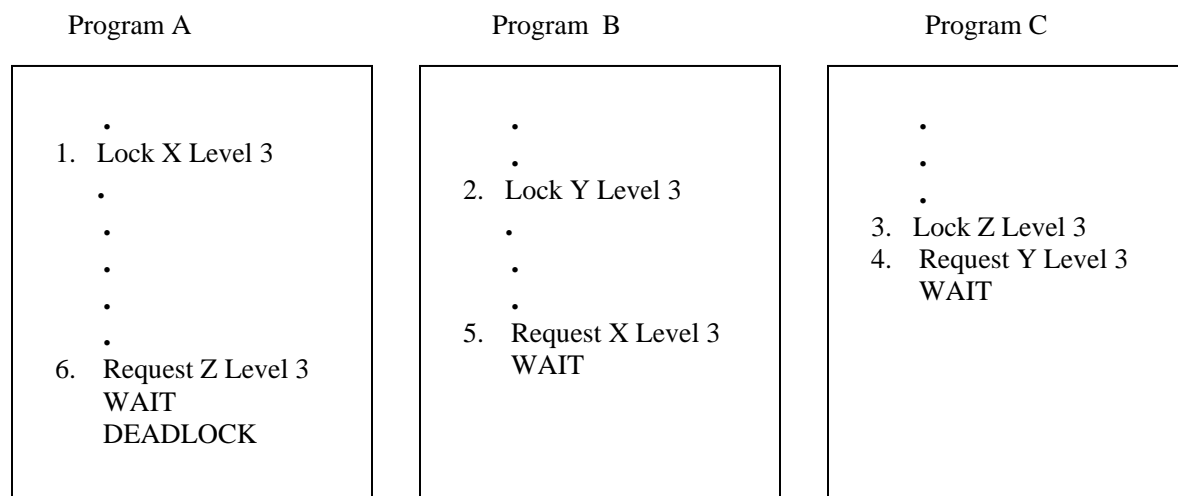 Program A
Program B
Program C
1. Lock X Level 3
2. Lock Y Level 3
3. Lock Z Level 3
4. Request Y Level 3
WAIT
5. Request X Level 3
WAIT
6. Request Z Level 3
WAIT
DEADLOCK